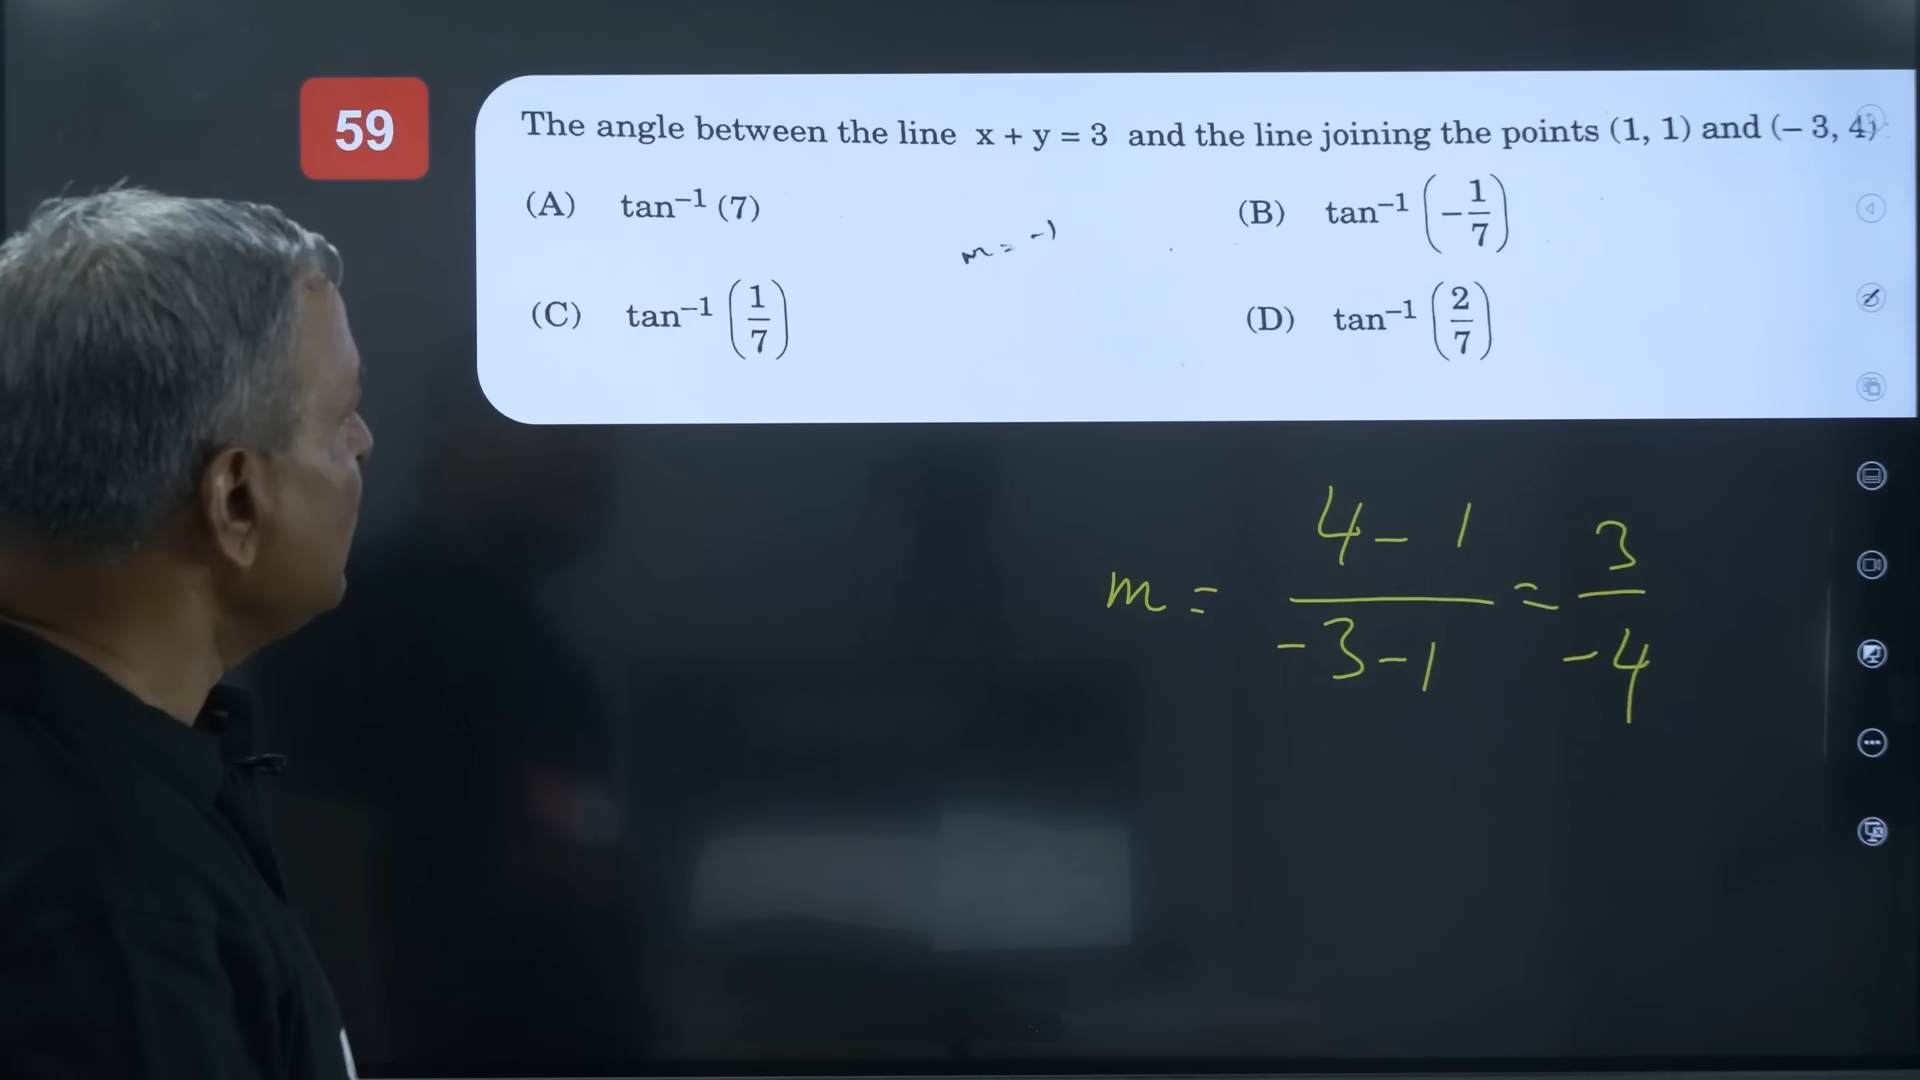 59
The angle between the line x + y = 3 and the line joining the points (1, 1) and (– 3, 4)
(A) tan⁻¹ (7)
(B) tan⁻¹ (–1/7)
m = -1
(C) tan⁻¹ (1/7)
(D) tan⁻¹ (2/7)
m = (4 - 1)/(-3 - 1) = 3/-4